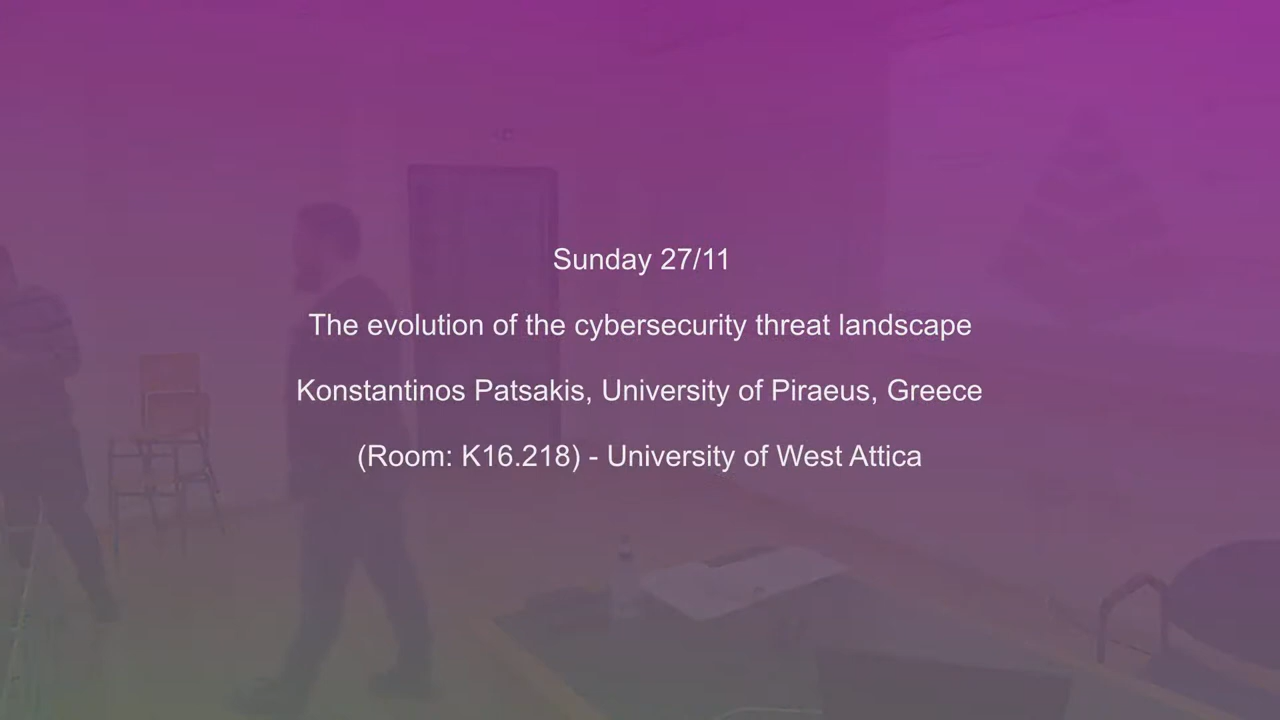 Sunday 27/11
The evolution of the cybersecurity threat landscape
Konstantinos Patsakis, University of Piraeus, Greece
(Room: K16.218) - University of West Attica